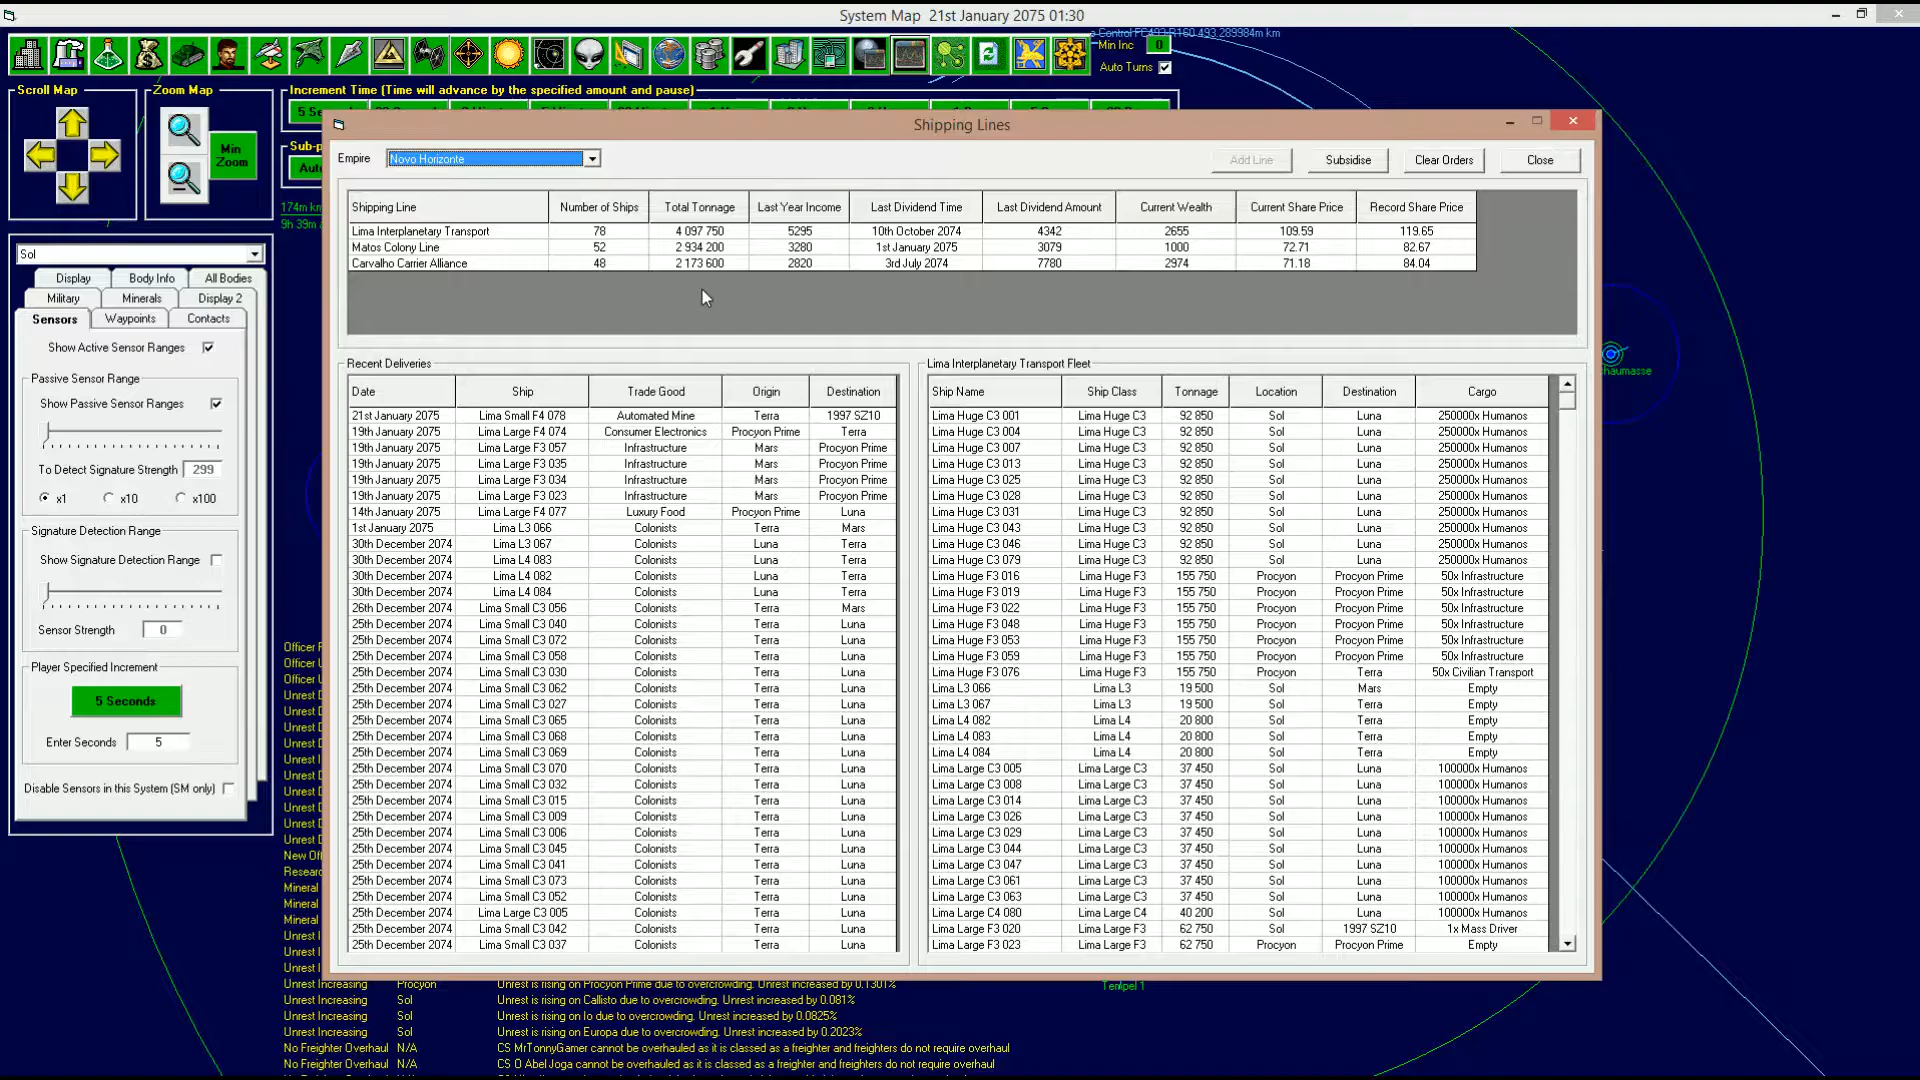 System Map 21st January 2075 01:30
Min Inc 0
Auto Turns
Scroll Map
Zoom Map
Min Zoom
Increment Time (Time will advance by the specified amount and pause)
Sol
Display Body Info All Bodies
Military Minerals Display 2
Sensors Waypoints Contacts
Show Active Sensor Ranges
Passive Sensor Range
Show Passive Sensor Ranges
To Detect Signature Strength 299
x1 x10 x100
Signature Detection Range
Show Signature Detection Range
Sensor Strength 0
Player Specified Increment
5 Seconds
Enter Seconds 5
Disable Sensors in this System (SM only)
Shipping Lines
Empire Novo Horizonte Add Line Subsidise Clear Orders Close
Shipping Line Number of Ships Total Tonnage Last Year Income Last Dividend Time Last Dividend Amount Current Wealth Current Share Price Record Share Price
Lima Interplanetary Transport 78 4 097 750 5295 10th October 2074 4342 2655 109.59 119.65
Matos Colony Line 52 2 934 200 3280 1st January 2075 3079 1000 72.71 82.67
Carvalho Carrier Alliance 48 2 173 600 2820 3rd July 2074 7780 2974 71.18 84.04
Recent Deliveries
Date Ship Trade Good Origin Destination
21st January 2075 Lima Small F4 078 Automated Mine Terra 1997 SZ10
19th January 2075 Lima Large F4 074 Consumer Electronics Procyon Prime Terra
19th January 2075 Lima Large F3 057 Infrastructure Mars Procyon Prime
19th January 2075 Lima Large F3 035 Infrastructure Mars Procyon Prime
19th January 2075 Lima Large F3 034 Infrastructure Mars Procyon Prime
19th January 2075 Lima Large F3 023 Infrastructure Mars Procyon Prime
14th January 2075 Lima Large F4 077 Luxury Food Procyon Prime Luna
1st January 2075 Lima L3 066 Colonists Terra Mars
30th December 2074 Lima L3 067 Colonists Luna Terra
30th December 2074 Lima L4 083 Colonists Luna Terra
30th December 2074 Lima L4 082 Colonists Luna Terra
30th December 2074 Lima L4 084 Colonists Luna Terra
26th December 2074 Lima Small C3 056 Colonists Terra Mars
25th December 2074 Lima Small C3 040 Colonists Terra Luna
25th December 2074 Lima Small C3 072 Colonists Terra Luna
25th December 2074 Lima Small C3 058 Colonists Terra Luna
25th December 2074 Lima Small C3 030 Colonists Terra Luna
25th December 2074 Lima Small C3 062 Colonists Terra Luna
25th December 2074 Lima Small C3 027 Colonists Terra Luna
25th December 2074 Lima Small C3 065 Colonists Terra Luna
25th December 2074 Lima Small C3 068 Colonists Terra Luna
25th December 2074 Lima Small C3 069 Colonists Terra Luna
25th December 2074 Lima Small C3 070 Colonists Terra Luna
25th December 2074 Lima Small C3 032 Colonists Terra Luna
25th December 2074 Lima Small C3 015 Colonists Terra Luna
25th December 2074 Lima Small C3 009 Colonists Terra Luna
25th December 2074 Lima Small C3 006 Colonists Terra Luna
25th December 2074 Lima Small C3 045 Colonists Terra Luna
25th December 2074 Lima Small C3 041 Colonists Terra Luna
25th December 2074 Lima Small C3 073 Colonists Terra Luna
25th December 2074 Lima Small C3 052 Colonists Terra Luna
25th December 2074 Lima Large C3 005 Colonists Terra Luna
25th December 2074 Lima Small C3 042 Colonists Terra Luna
25th December 2074 Lima Small C3 037 Colonists Terra Luna
Lima Interplanetary Transport Fleet
Ship Name Ship Class Tonnage Location Destination Cargo
Lima Huge C3 001 Lima Huge C3 92 850 Sol Luna 250000x Humanos
Lima Huge C3 004 Lima Huge C3 92 850 Sol Luna 250000x Humanos
Lima Huge C3 007 Lima Huge C3 92 850 Sol Luna 250000x Humanos
Lima Huge C3 013 Lima Huge C3 92 850 Sol Luna 250000x Humanos
Lima Huge C3 025 Lima Huge C3 92 850 Sol Luna 250000x Humanos
Lima Huge C3 028 Lima Huge C3 92 850 Sol Luna 250000x Humanos
Lima Huge C3 031 Lima Huge C3 92 850 Sol Luna 250000x Humanos
Lima Huge C3 043 Lima Huge C3 92 850 Sol Luna 250000x Humanos
Lima Huge C3 046 Lima Huge C3 92 850 Sol Luna 250000x Humanos
Lima Huge C3 079 Lima Huge C3 92 850 Sol Luna 250000x Humanos
Lima Huge F3 016 Lima Huge F3 155 750 Procyon Procyon Prime 50x Infrastructure
Lima Huge F3 019 Lima Huge F3 155 750 Procyon Procyon Prime 50x Infrastructure
Lima Huge F3 022 Lima Huge F3 155 750 Procyon Procyon Prime 50x Infrastructure
Lima Huge F3 048 Lima Huge F3 155 750 Procyon Procyon Prime 50x Infrastructure
Lima Huge F3 053 Lima Huge F3 155 750 Procyon Procyon Prime 50x Infrastructure
Lima Huge F3 059 Lima Huge F3 155 750 Procyon Procyon Prime 50x Infrastructure
Lima Huge F3 076 Lima Huge F3 155 750 Procyon Terra 50x Civilian Transport
Lima L3 066 Lima L3 19 500 Sol Mars Empty
Lima L3 067 Lima L3 19 500 Sol Terra Empty
Lima L4 082 Lima L4 20 800 Sol Terra Empty
Lima L4 083 Lima L4 20 800 Sol Terra Empty
Lima L4 084 Lima L4 20 800 Sol Terra Empty
Lima Large C3 005 Lima Large C3 37 450 Sol Luna 100000x Humanos
Lima Large C3 008 Lima Large C3 37 450 Sol Luna 100000x Humanos
Lima Large C3 014 Lima Large C3 37 450 Sol Luna 100000x Humanos
Lima Large C3 026 Lima Large C3 37 450 Sol Luna 100000x Humanos
Lima Large C3 029 Lima Large C3 37 450 Sol Luna 100000x Humanos
Lima Large C3 044 Lima Large C3 37 450 Sol Luna 100000x Humanos
Lima Large C3 047 Lima Large C3 37 450 Sol Luna 100000x Humanos
Lima Large C3 061 Lima Large C3 37 450 Sol Luna 100000x Humanos
Lima Large C3 063 Lima Large C3 37 450 Sol Luna 100000x Humanos
Lima Large C4 080 Lima Large C4 40 200 Sol Luna 100000x Humanos
Lima Large F3 020 Lima Large F3 62 750 Sol 1997 SZ10 1x Mass Driver
Lima Large F3 023 Lima Large F3 62 750 Procyon Procyon Prime Empty
Tempel 1
Unrest Increasing Procyon Unrest is rising on Procyon Prime due to overcrowding. Unrest increased by 0.1301%
Unrest Increasing Sol Unrest is rising on Callisto due to overcrowding. Unrest increased by 0.081%
Unrest Increasing Sol Unrest is rising on Io due to overcrowding. Unrest increased by 0.0825%
Unrest Increasing Sol Unrest is rising on Europa due to overcrowding. Unrest increased by 0.2023%
No Freighter Overhaul N/A CS MrTonnyGamer cannot be overhauled as it is classed as a freighter and freighters do not require overhaul
No Freighter Overhaul N/A CS O Abel Joga cannot be overhauled as it is classed as a freighter and freighters do not require overhaul